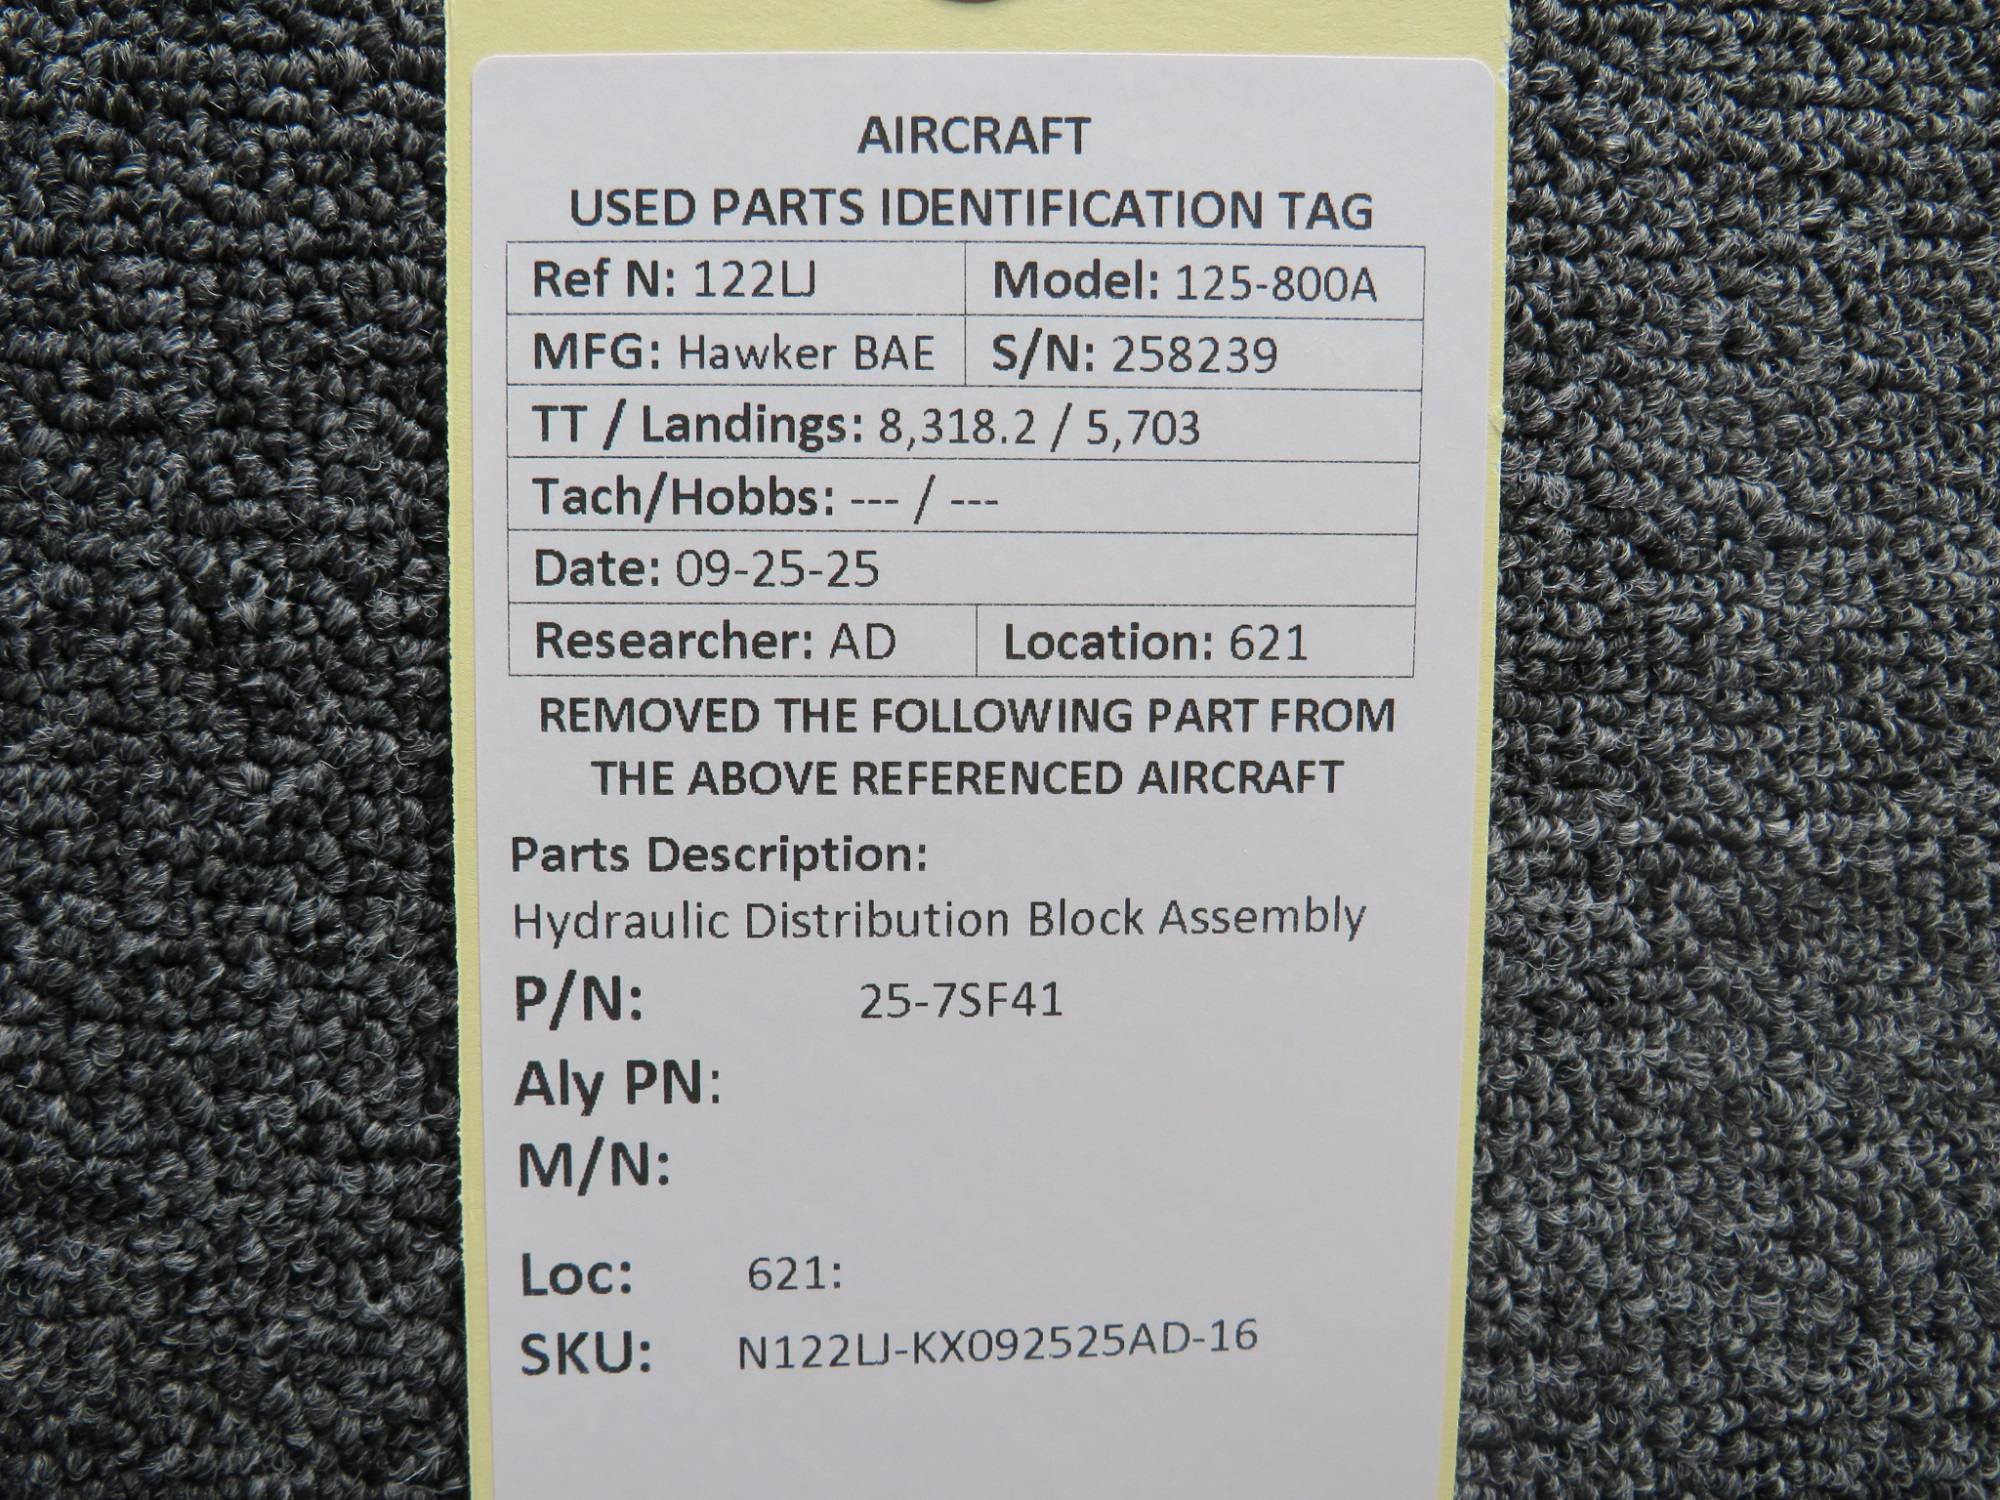 AIRCRAFT
USED PARTS IDENTIFICATION TAG
Ref N: 122LJ Model: 125-800A
MFG: Hawker BAE S/N: 258239
TT / Landings: 8,318.2 / 5,703
Tach/Hobbs: --- / ---
Date: 09-25-25
Researcher: AD Location: 621
REMOVED THE FOLLOWING PART FROM
THE ABOVE REFERENCED AIRCRAFT
Parts Description:
Hydraulic Distribution Block Assembly
P/N: 25-7SF41
Aly PN:
M/N:
Loc: 621:
SKU: N122LJ-KX092525AD-16